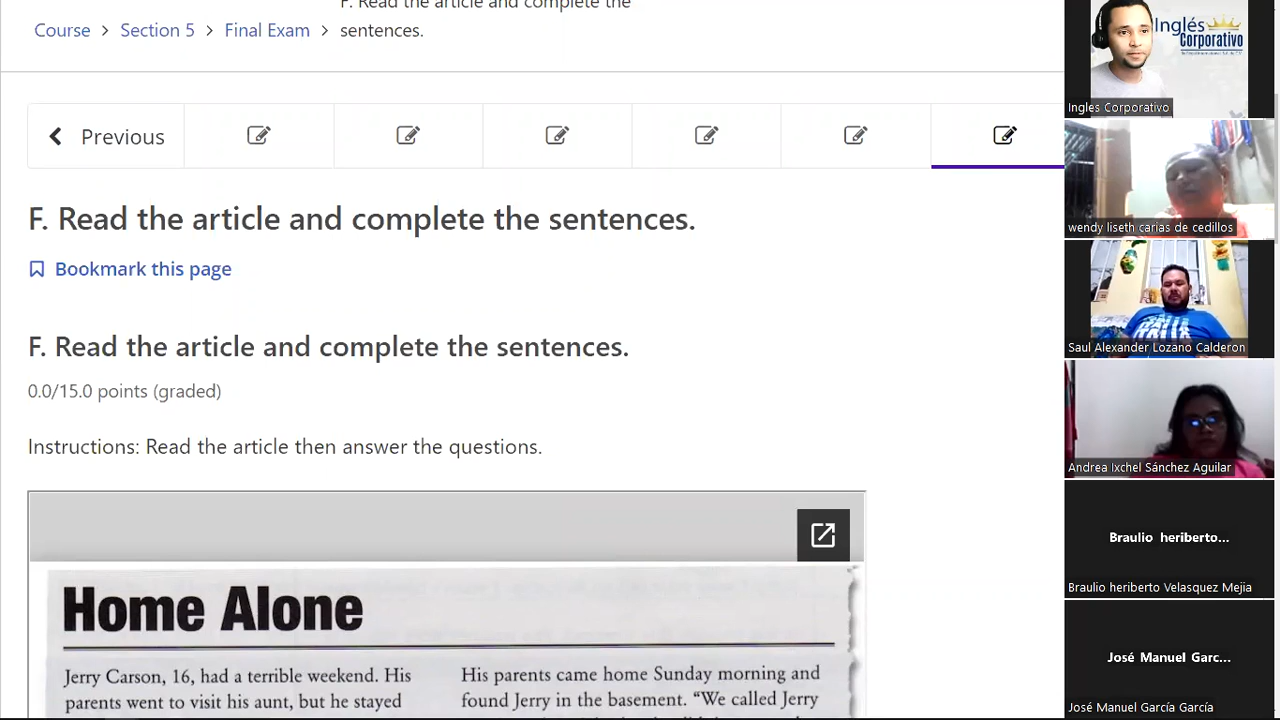 F. Read the article and complete the
Course > Section 5 > Final Exam > sentences.
Previous
F. Read the article and complete the sentences.
Bookmark this page
F. Read the article and complete the sentences.
0.0/15.0 points (graded)
Instructions: Read the article then answer the questions.
Home Alone
Jerry Carson, 16, had a terrible weekend. His
parents went to visit his aunt, but he stayed
His parents came home Sunday morning and
found Jerry in the basement. “We called Jerry
Inglés
Corporativo
Ingles Corporativo
wendy liseth carias de cedillos
Saul Alexander Lozano Calderon
Andrea Ixchel Sánchez Aguilar
Braulio heriberto...
Braulio heriberto Velasquez Mejia
José Manuel Garc...
José Manuel García García